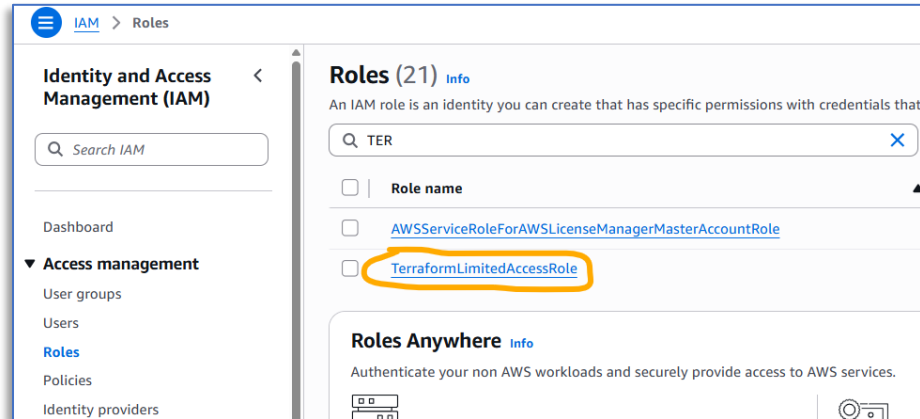 IAM > Roles
Identity and Access
Management (IAM)
Search IAM
Dashboard
Access management
User groups
Users
Roles
Policies
Identity providers
Roles (21) Info
An IAM role is an identity you can create that has specific permissions with credentials that
TER
Role name
AWSServiceRoleForAWSLicenseManagerMasterAccountRole
TerraformLimitedAccessRole
Roles Anywhere Info
Authenticate your non AWS workloads and securely provide access to AWS services.